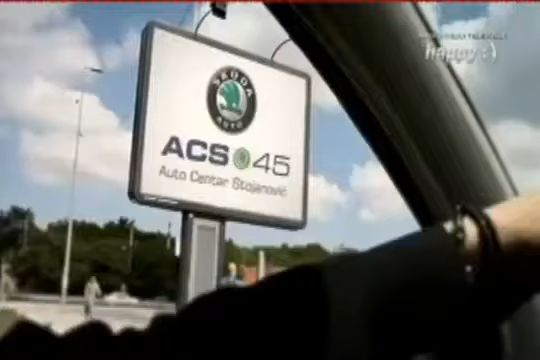 happy :)
ŠKODA
AUTO
ACS 45
Auto Centar Stojanović